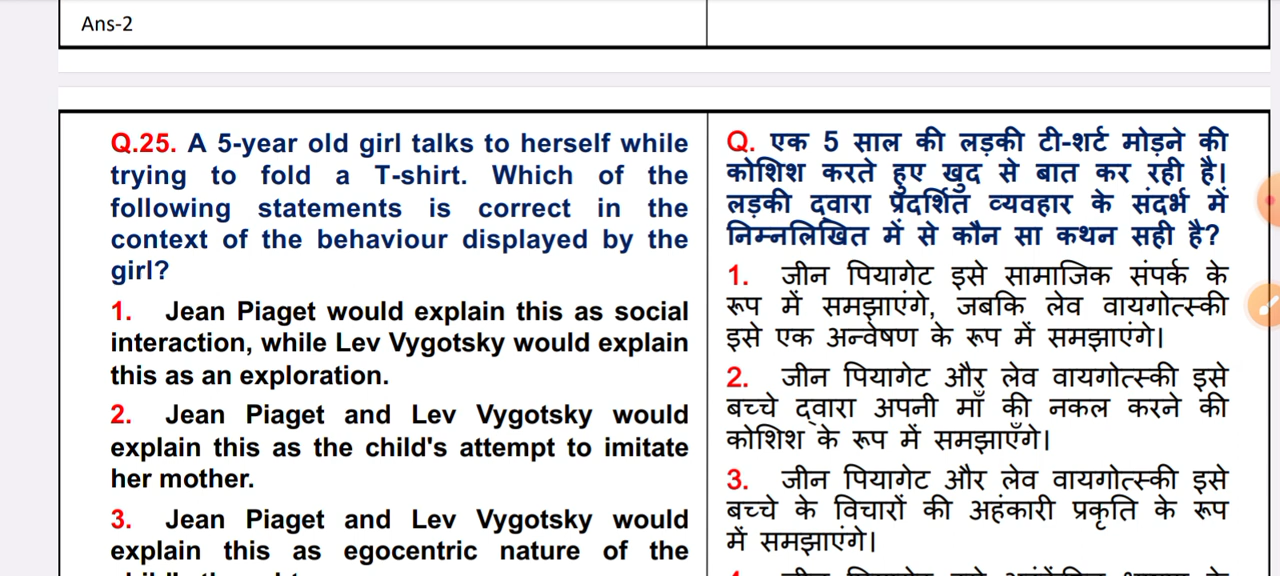 Ans-2
Q.25. A 5-year old girl talks to herself while
trying to fold a T-shirt. Which of the
following statements is correct in the
context of the behaviour displayed by the
girl?
1. Jean Piaget would explain this as social
interaction, while Lev Vygotsky would explain
this as an exploration.
2. Jean Piaget and Lev Vygotsky would
explain this as the child's attempt to imitate
her mother.
3. Jean Piaget and Lev Vygotsky would
explain this as egocentric nature of the
Q. एक 5 साल की लड़की टी-शर्ट मोड़ने की
कोशिश करते हुए खुद से बात कर रही है।
लड़की द्वारा प्रदर्शित व्यवहार के संदर्भ में
निम्नलिखित में से कौन सा कथन सही है?
1. जीन पियागेट इसे सामाजिक संपर्क के
रूप में समझाएंगे, जबकि लेव वायगोत्स्की
इसे एक अन्वेषण के रूप में समझाएंगे।
2. जीन पियागेट और लेव वायगोत्स्की इसे
बच्चे द्वारा अपनी माँ की नकल करने की
कोशिश के रूप में समझाएँगे।
3. जीन पियागेट और लेव वायगोत्स्की इसे
बच्चे के विचारों की अहंकारी प्रकृति के रूप
में समझाएंगे।